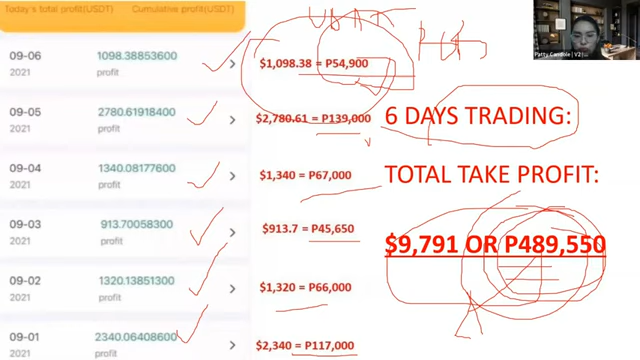 Today's total profit(USDT) Cumulative profit(USDT)
09-06 1098.38853600
2021 profit
09-05 2780.61918400
2021 profit
09-04 1340.08177600
2021 profit
09-03 913.70058300
2021 profit
09-02 1320.13851300
2021 profit
09-01 2340.06408600
2021 profit
$1,098.38 = P54,900
$2,780.61 = P139,000
$1,340 = P67,000
$913.7 = P45,650
$1,320 = P66,000
$2,340 = P117,000
6 DAYS TRADING:
TOTAL TAKE PROFIT:
$9,791 OR P489,550
Patty Candole | V2 |